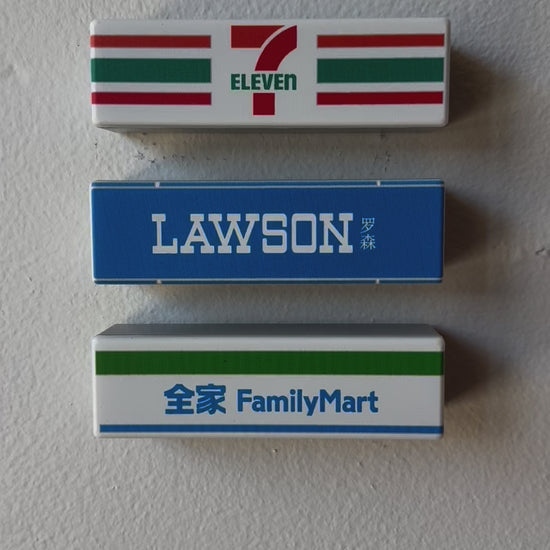 7
ELEVEn
LAWSON 罗森
全家 FamilyMart